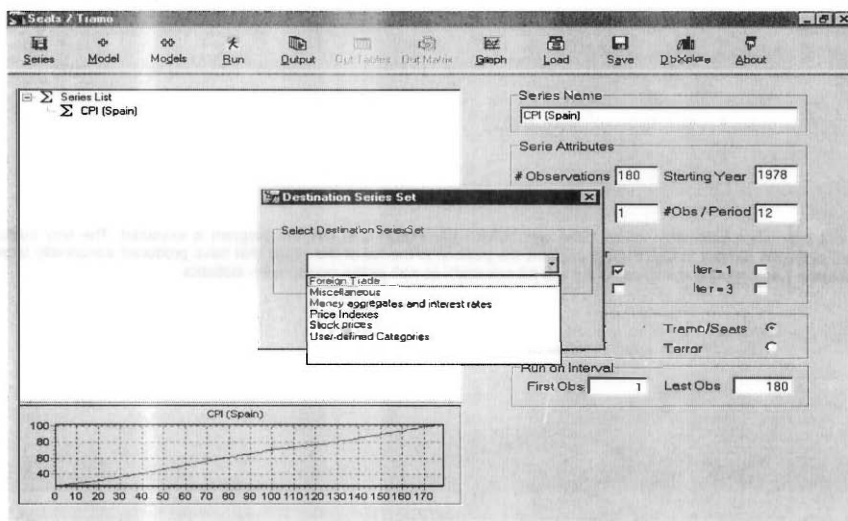 Seats / Tramo
Series Model Models Run Output Out Tables Out Matrix Graph Load Save DbXplore About
Series List
CPI (Spain)
Series Name
CPI (Spain)
Serie Attributes
# Observations 180 Starting Year 1978
1 #Obs / Period 12
Destination Series Set
Select Destination SeriesSet
Foreign Trade
Miscellaneous
Money aggregates and interest rates
Price Indexes
Stock prices
User-defined Categories
Iter = 1
Iter = 3
Tramo/Seats
Terror
Run on Interval
First Obs 1 Last Obs 180
CPI (Spain)
100
80
60
40
0 10 20 30 40 50 60 70 80 90 100 110 120 130 140 150 160 170